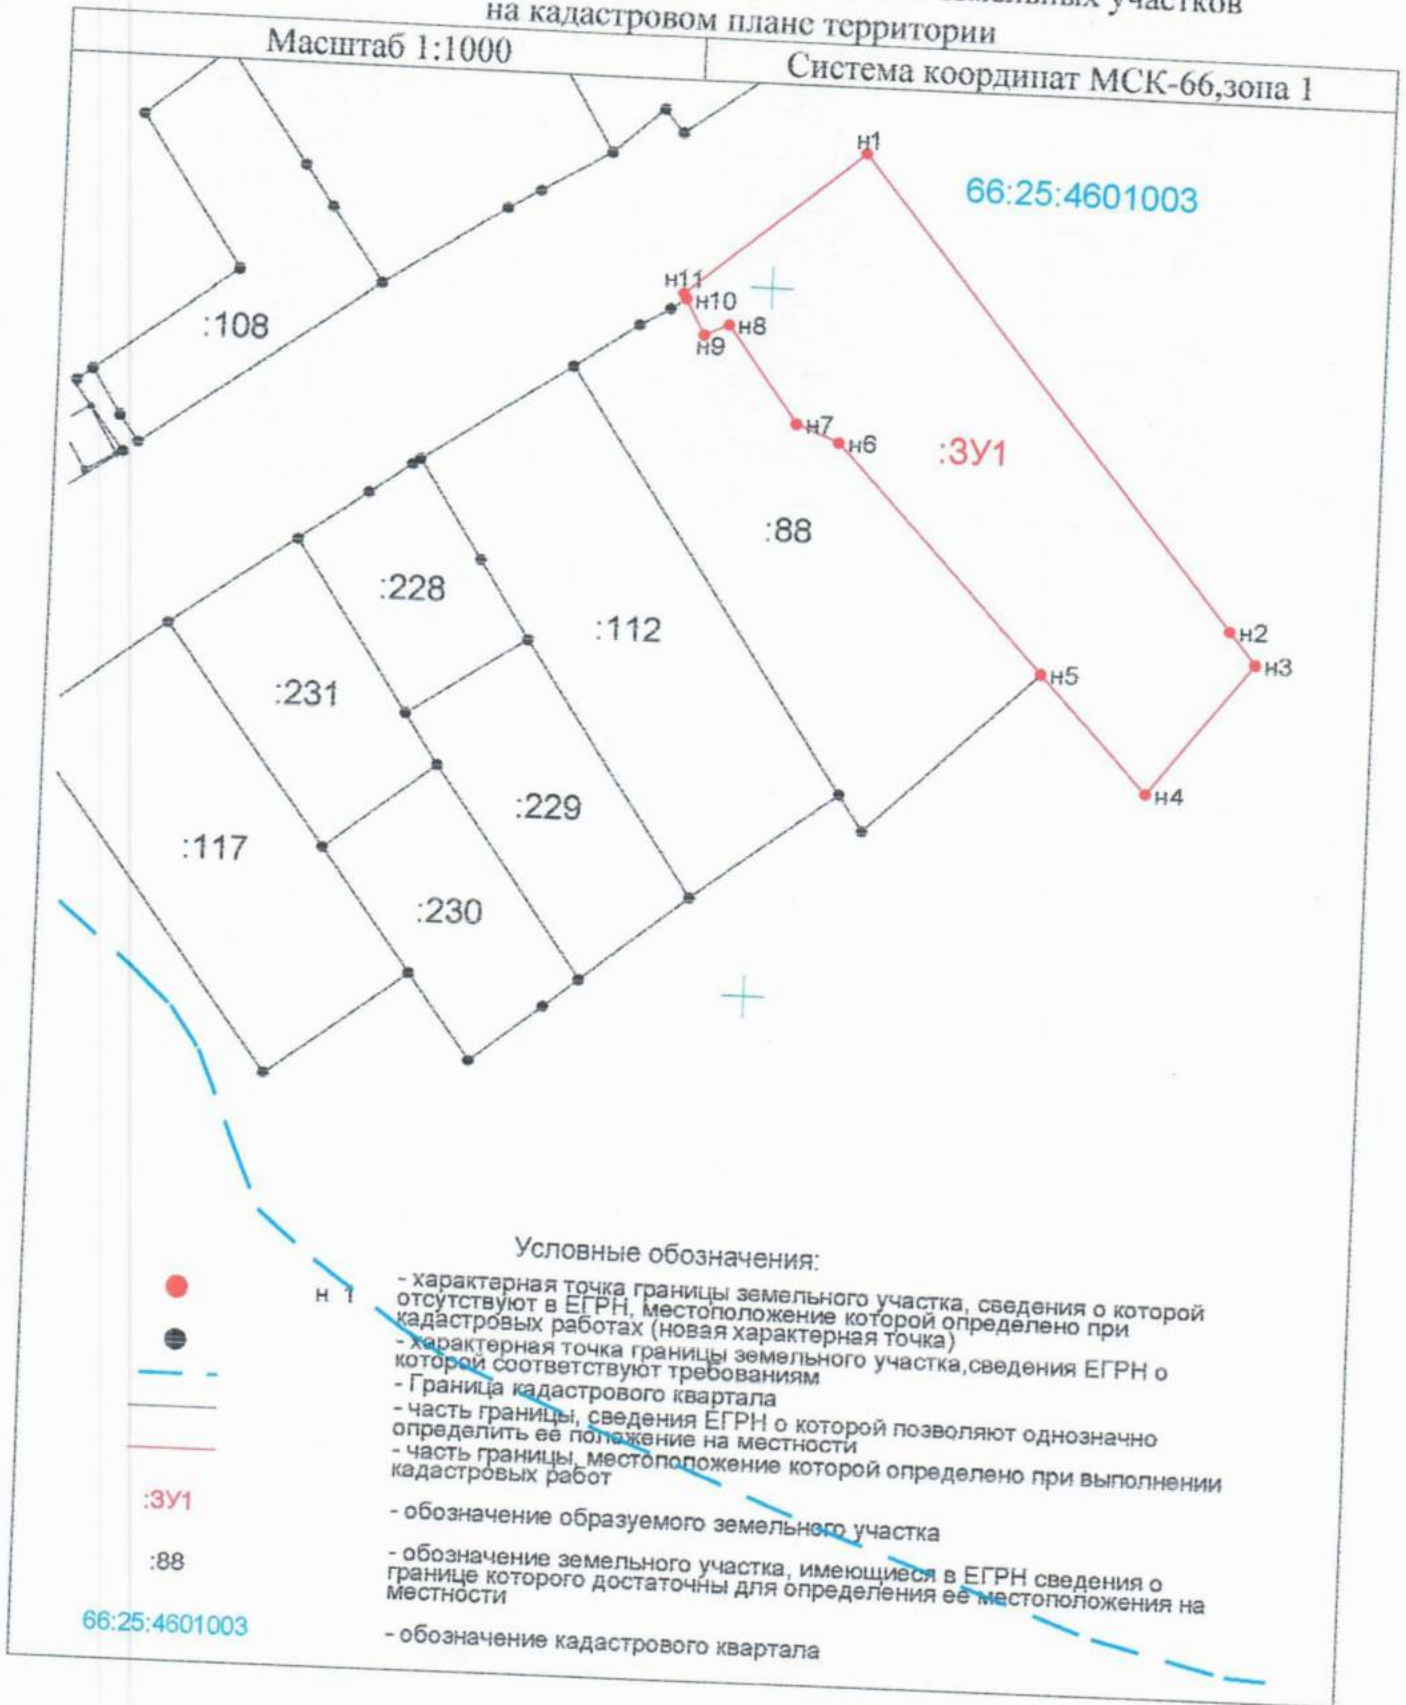 участков
на кадастровом плане территории
Масштаб 1:1000
Система координат МСК-66,зона 1
н1
66:25:4601003
н11
н10
н8
н9
:108
н7
н6
:ЗУ1
:88
:228
:112
н2
н3
н5
:231
н4
:229
:117
:230
Условные обозначения:
н 1
- характерная точка границы земельного участка, сведения о которой
отсутствуют в ЕГРН, местоположение которой определено при
кадастровых работах (новая характерная точка)
- характерная точка границы земельного участка,сведения ЕГРН о
которой соответствуют требованиям
- Граница кадастрового квартала
- часть границы, сведения ЕГРН о которой позволяют однозначно
определить её положение на местности
- часть границы, местоположение которой определено при выполнении
кадастровых работ
:ЗУ1
- обозначение образуемого земельного участка
:88
- обозначение земельного участка, имеющиеся в ЕГРН сведения о
границе которого достаточны для определения её местоположения на
местности
66:25:4601003
- обозначение кадастрового квартала